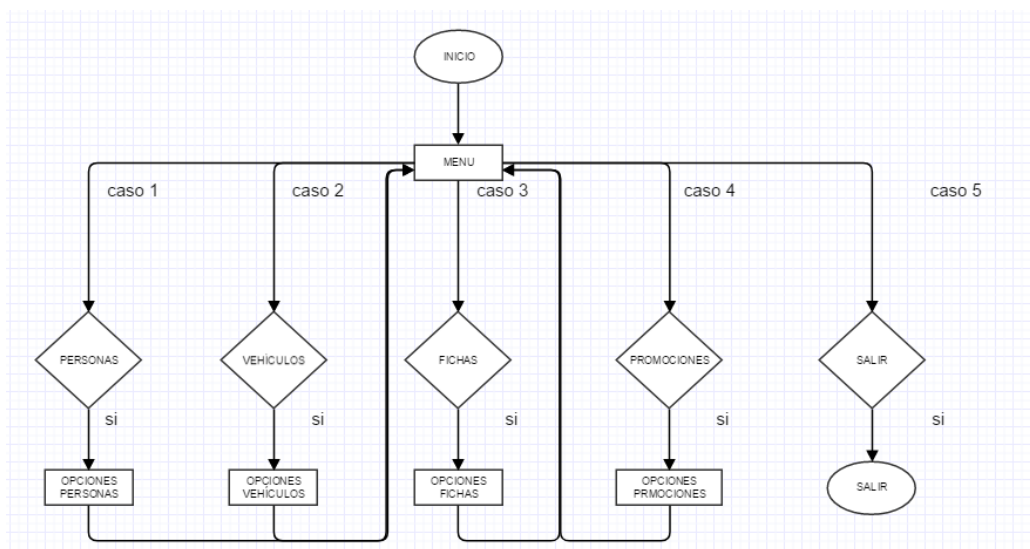 INICIO
MENU
caso 1
caso 2
caso 3
caso 4
caso 5
PERSONAS
VEHÍCULOS
FICHAS
PROMOCIONES
SALIR
si
si
si
si
si
OPCIONES
PERSONAS
OPCIONES
VEHÍCULOS
OPCIONES
FICHAS
OPCIONES
PRMOCIONES
SALIR